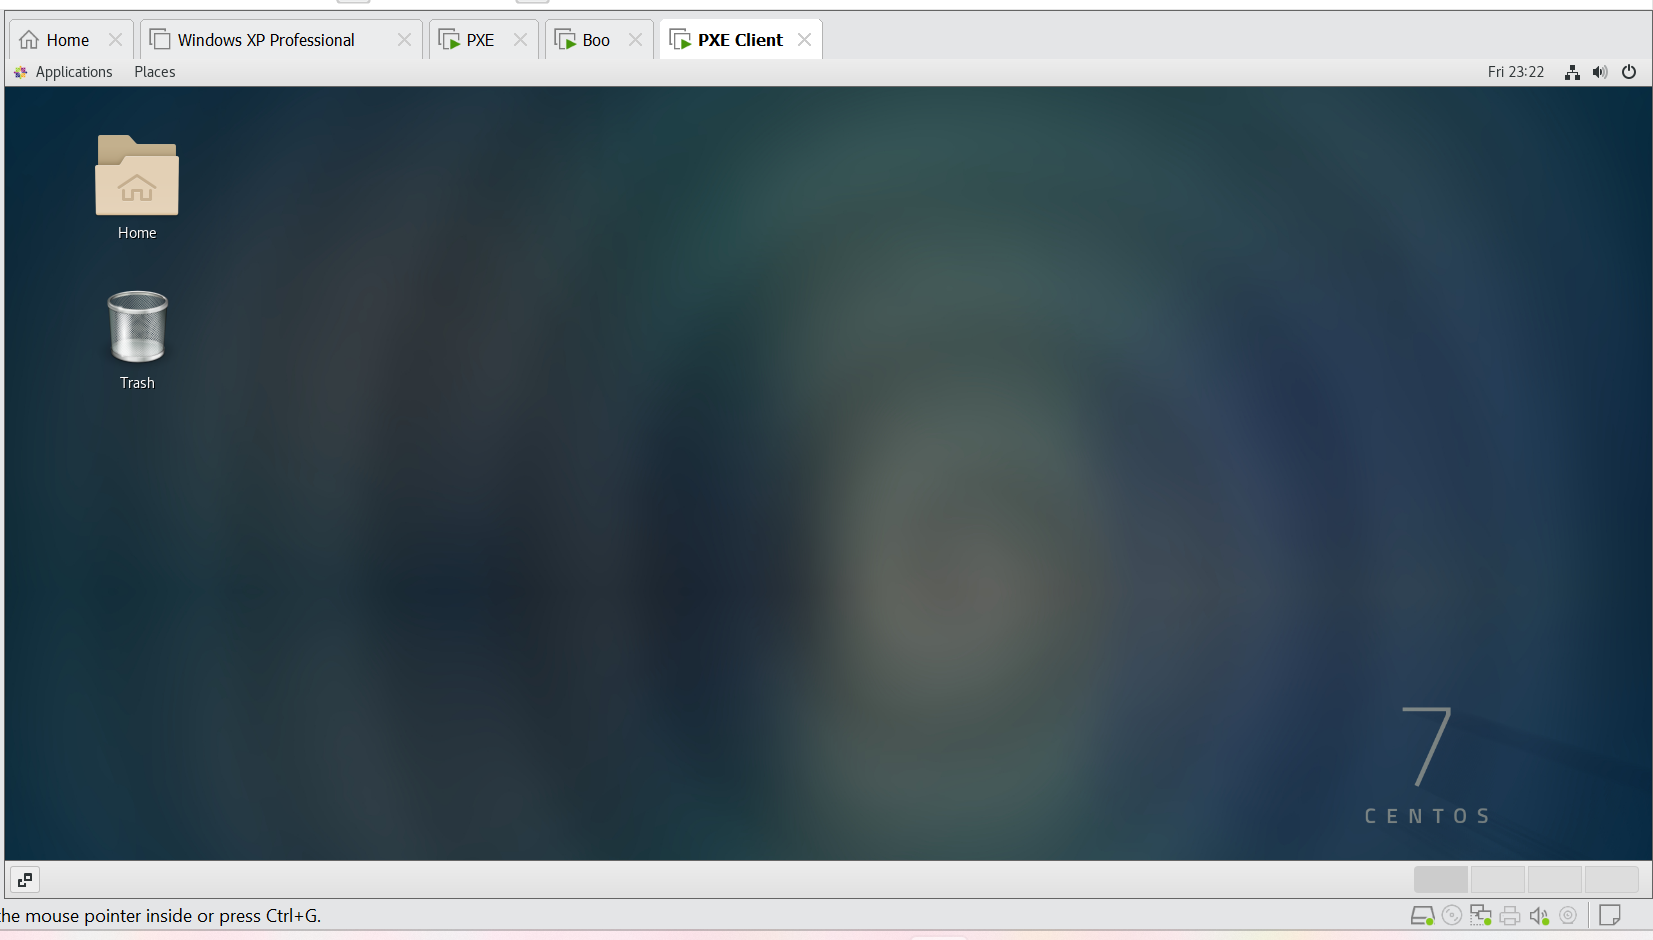 Home
Windows XP Professional
PXE
Boo
PXE Client
Applications Places
Fri 23:22
Home
Trash
7
CENTOS
the mouse pointer inside or press Ctrl+G.